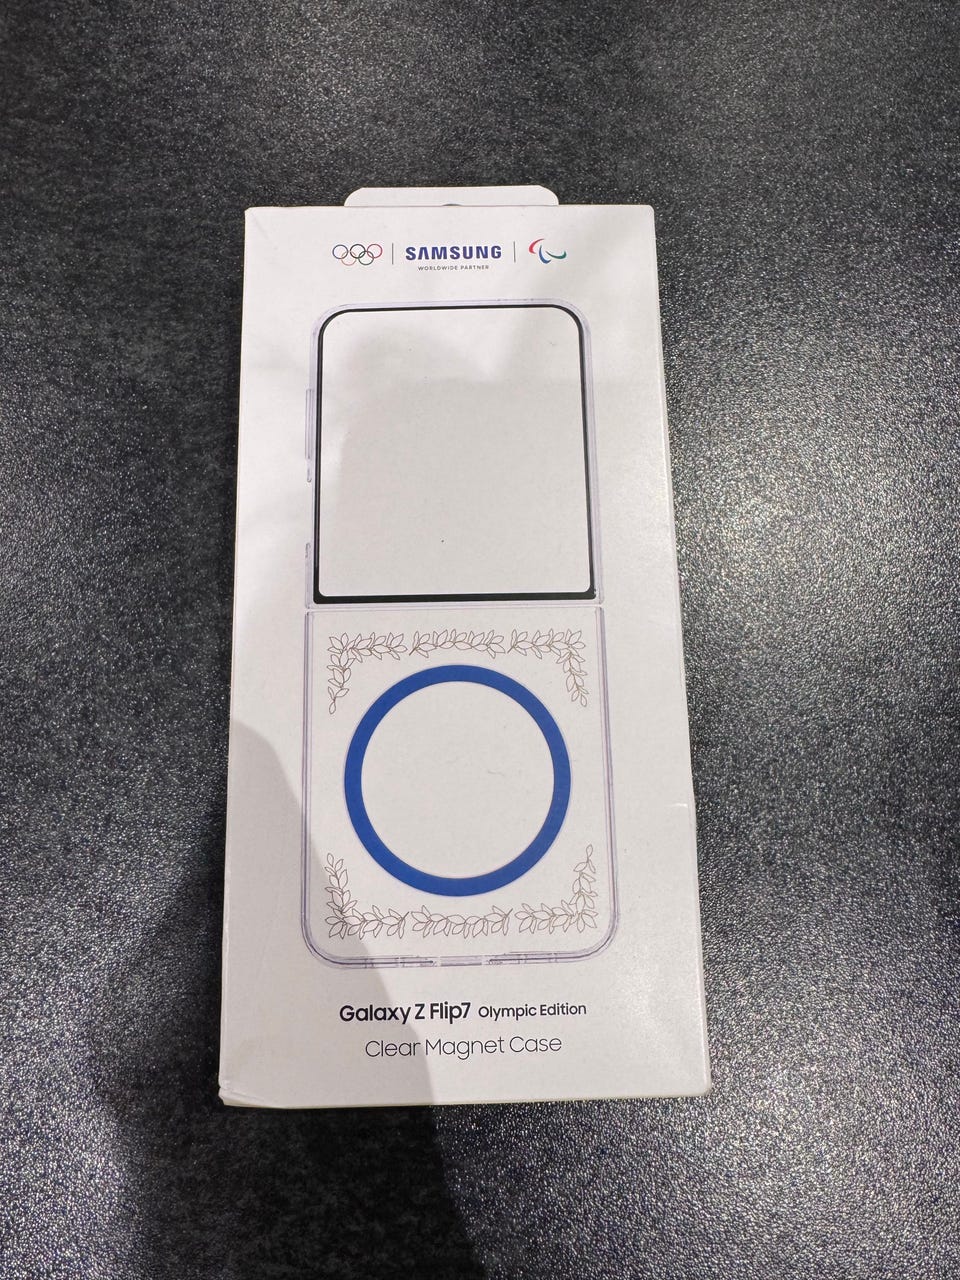 SAMSUNG
WORLDWIDE PARTNER
Galaxy Z Flip7 Olympic Edition
Clear Magnet Case